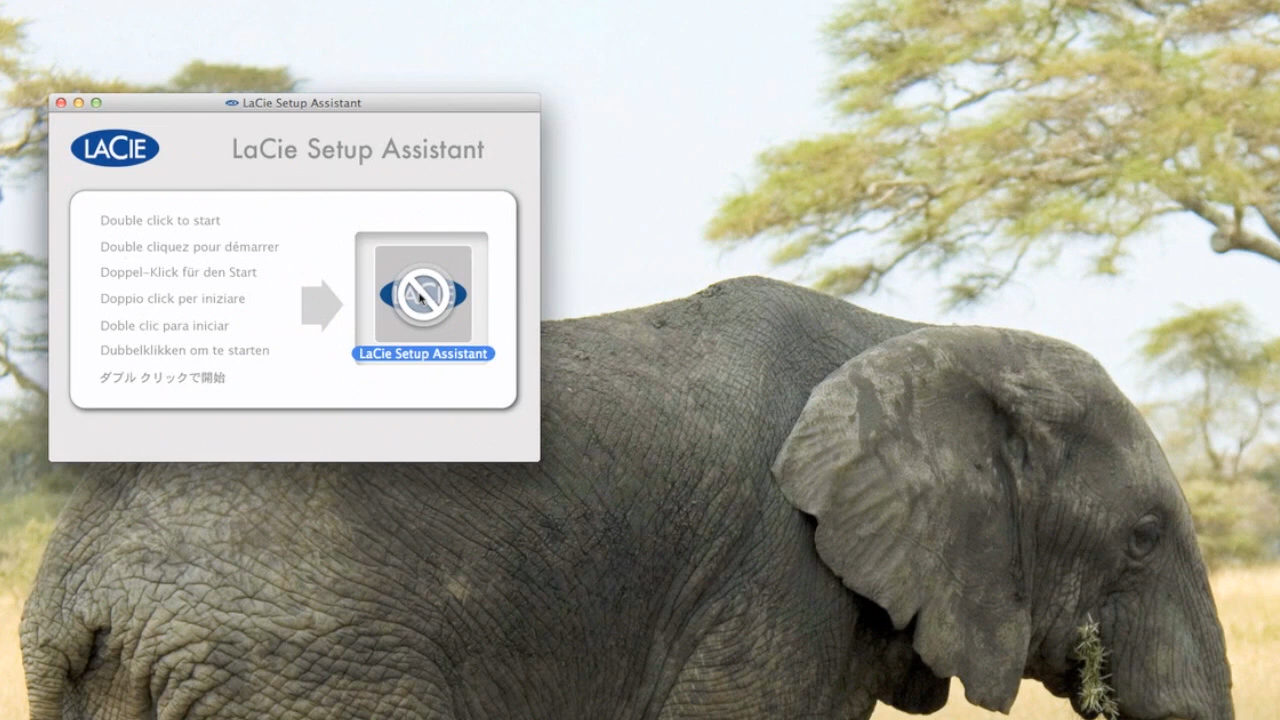 LaCie Setup Assistant
LACIE LaCie Setup Assistant
Double click to start
Double cliquez pour démarrer
Doppel-Klick für den Start
Doppio click per iniziare
Doble clic para iniciar
Dubbelklikken om te starten
ダブル クリックで開始
LaCie Setup Assistant